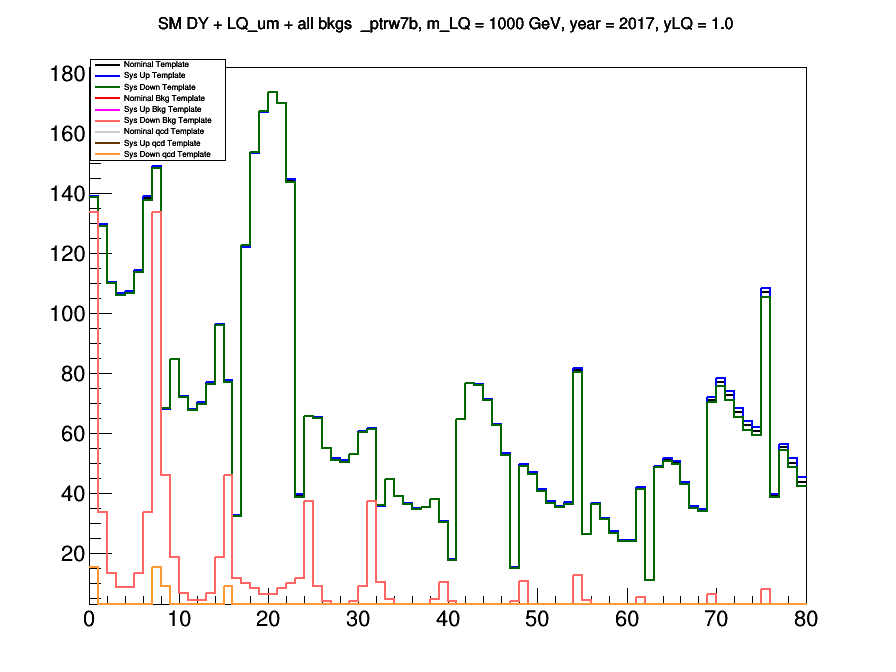 SM DY + LQ_um + all bkgs _ptrw7b, m_LQ = 1000 GeV, year = 2017, yLQ = 1.0
Nominal Template
Sys Up Template
Sys Down Template
Nominal Bkg Template
Sys Up Bkg Template
Sys Down Bkg Template
Nominal qcd Template
Sys Up qcd Template
Sys Down qcd Template
180
160
140
120
100
80
60
40
20
0 10 20 30 40 50 60 70 80